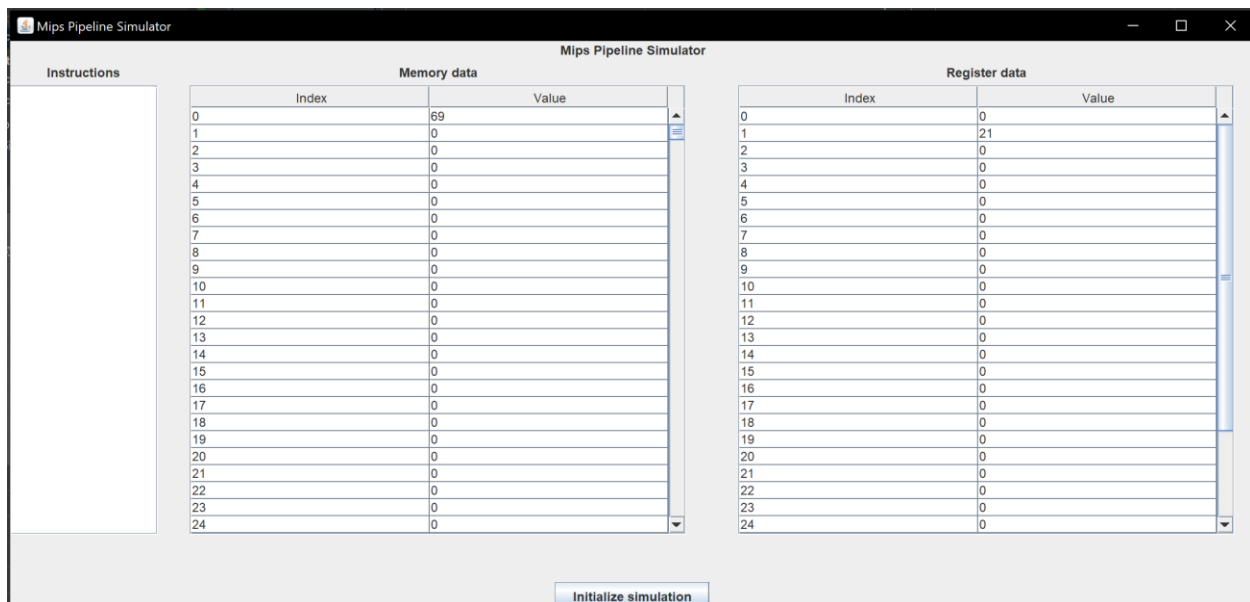 Mips Pipeline Simulator
Mips Pipeline Simulator
Instructions
Memory data
Register data
Index Value Index Value
0 69 0 0
1 0 1 21
2 0 2 0
3 0 3 0
4 0 4 0
5 0 5 0
6 0 6 0
7 0 7 0
8 0 8 0
9 0 9 0
10 0 10 0
11 0 11 0
12 0 12 0
13 0 13 0
14 0 14 0
15 0 15 0
16 0 16 0
17 0 17 0
18 0 18 0
19 0 19 0
20 0 20 0
21 0 21 0
22 0 22 0
23 0 23 0
24 0 24 0
Initialize simulation